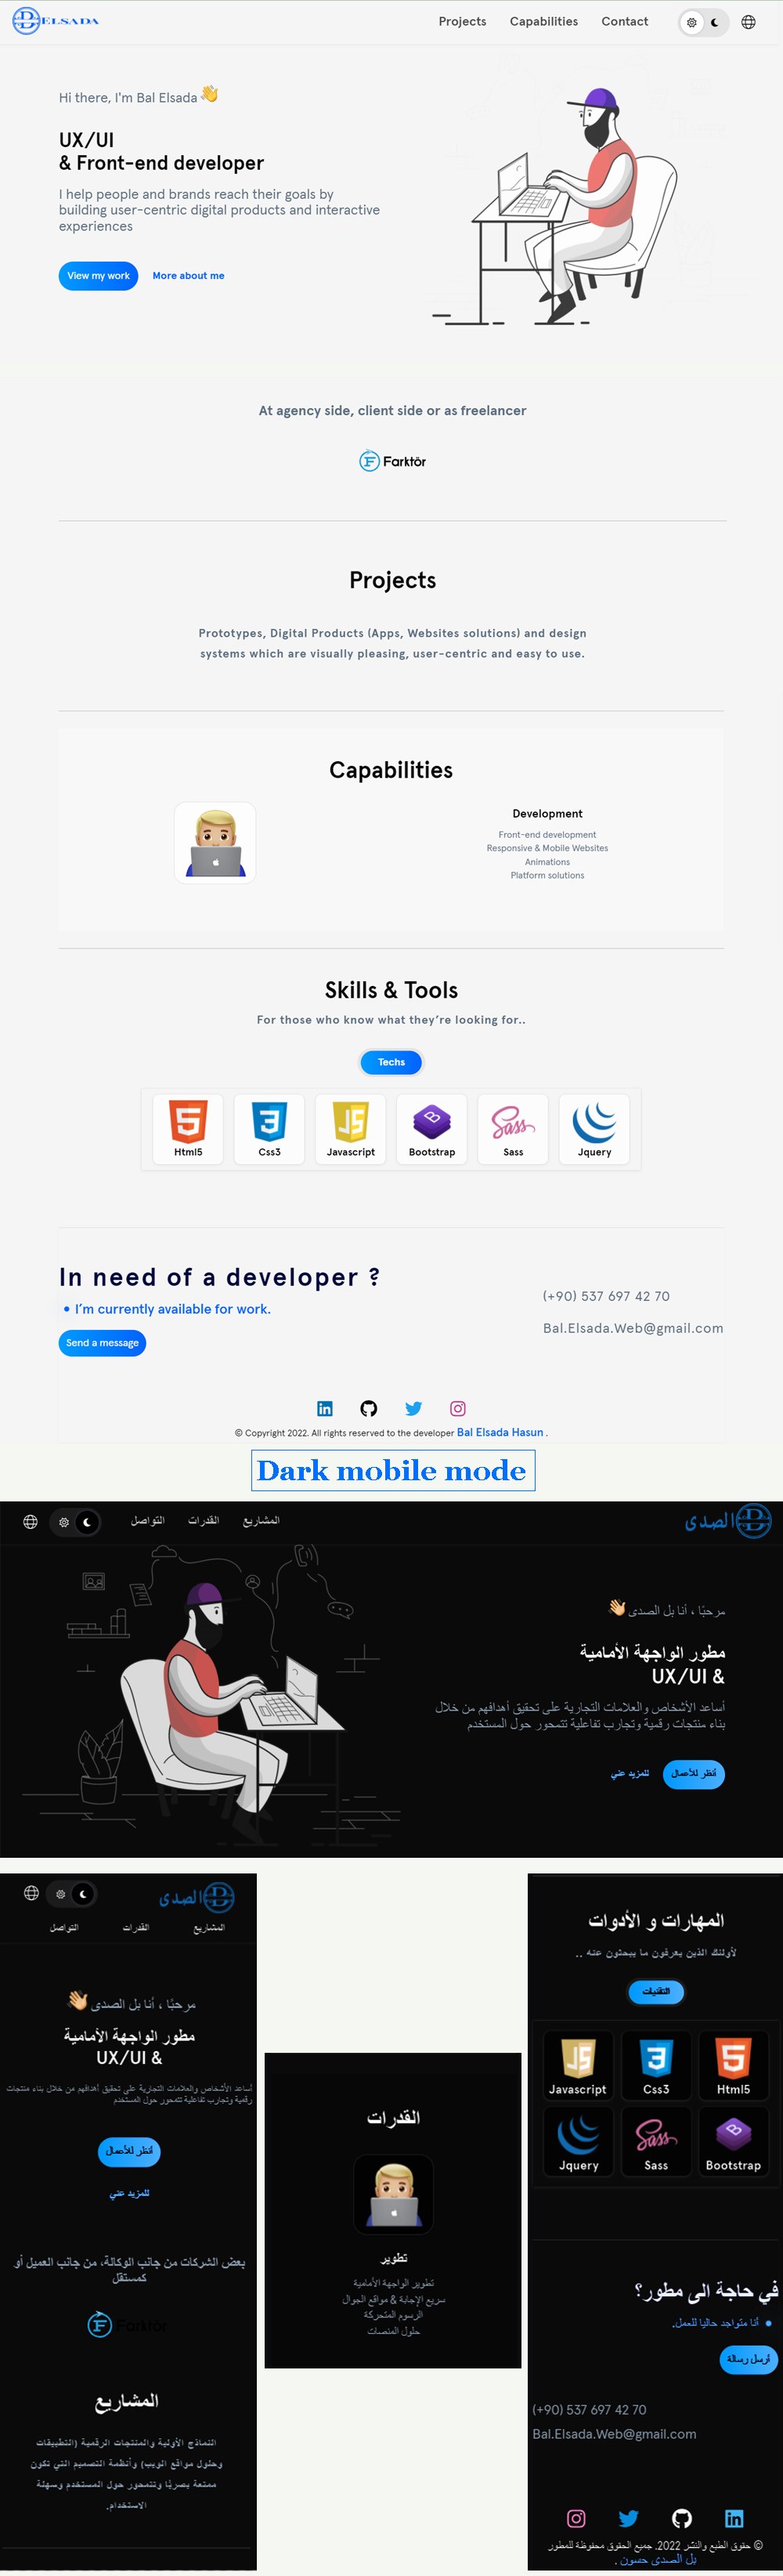 ELSADA
Projects Capabilities Contact
Hi there, I'm Bal Elsada
UX/UI
& Front-end developer
I help people and brands reach their goals by
building user-centric digital products and interactive
experiences
View my work More about me
At agency side, client side or as freelancer
Farktör
Projects
Prototypes, Digital Products (Apps, Websites solutions) and design
systems which are visually pleasing, user-centric and easy to use.
Capabilities
Development
Front-end development
Responsive & Mobile Websites
Animations
Platform solutions
Skills & Tools
For those who know what they’re looking for..
Techs
Html5 Css3 Javascript Bootstrap Sass Jquery
In need of a developer ?
• I’m currently available for work.
Send a message
(+90) 537 697 42 70
Bal.Elsada.Web@gmail.com
© Copyright 2022. All rights reserved to the developer Bal Elsada Hasun .
Dark mobile mode
الصدى
المشاريع القدرات التواصل
مرحبًا ، أنا بل الصدى
مطور الواجهة الأمامية
& UX/UI
أساعد الأشخاص والعلامات التجارية على تحقيق أهدافهم من خلال
بناء منتجات رقمية وتجارب تفاعلية تتمحور حول المستخدم
أنظر للأعمال للمزيد عني
الصدى
المشاريع القدرات التواصل
مرحبًا ، أنا بل الصدى
مطور الواجهة الأمامية
& UX/UI
أساعد الأشخاص والعلامات التجارية على تحقيق أهدافهم من خلال بناء منتجات
رقمية وتجارب تفاعلية تتمحور حول المستخدم
أنظر للأعمال
للمزيد عني
بعض الشركات من جانب الوكالة، من جانب العميل أو
كمستقل
Farktör
المشاريع
النماذج الأولية والمنتجات الرقمية (التطبيقات
وحلول مواقع الويب) وأنظمة التصميم التي تكون
ممتعة بصريًا وتتمحور حول المستخدم وسهلة
الاستخدام.
القدرات
تطوير
تطوير الواجهة الأمامية
سريع الإجابة & مواقع الجوال
الرسوم المتحركة
حلول المنصات
المهارات و الأدوات
لأولئك الذين يعرفون ما يبحثون عنه ..
التقنيات
Javascript Css3 Html5
Jquery Sass Bootstrap
في حاجة الى مطور؟
• أنا متواجد حاليا للعمل.
أرسل رسالة
(+90) 537 697 42 70
Bal.Elsada.Web@gmail.com
© حقوق الطبع والنشر 2022. جميع الحقوق محفوظة للمطور
بل الصدى حسون .